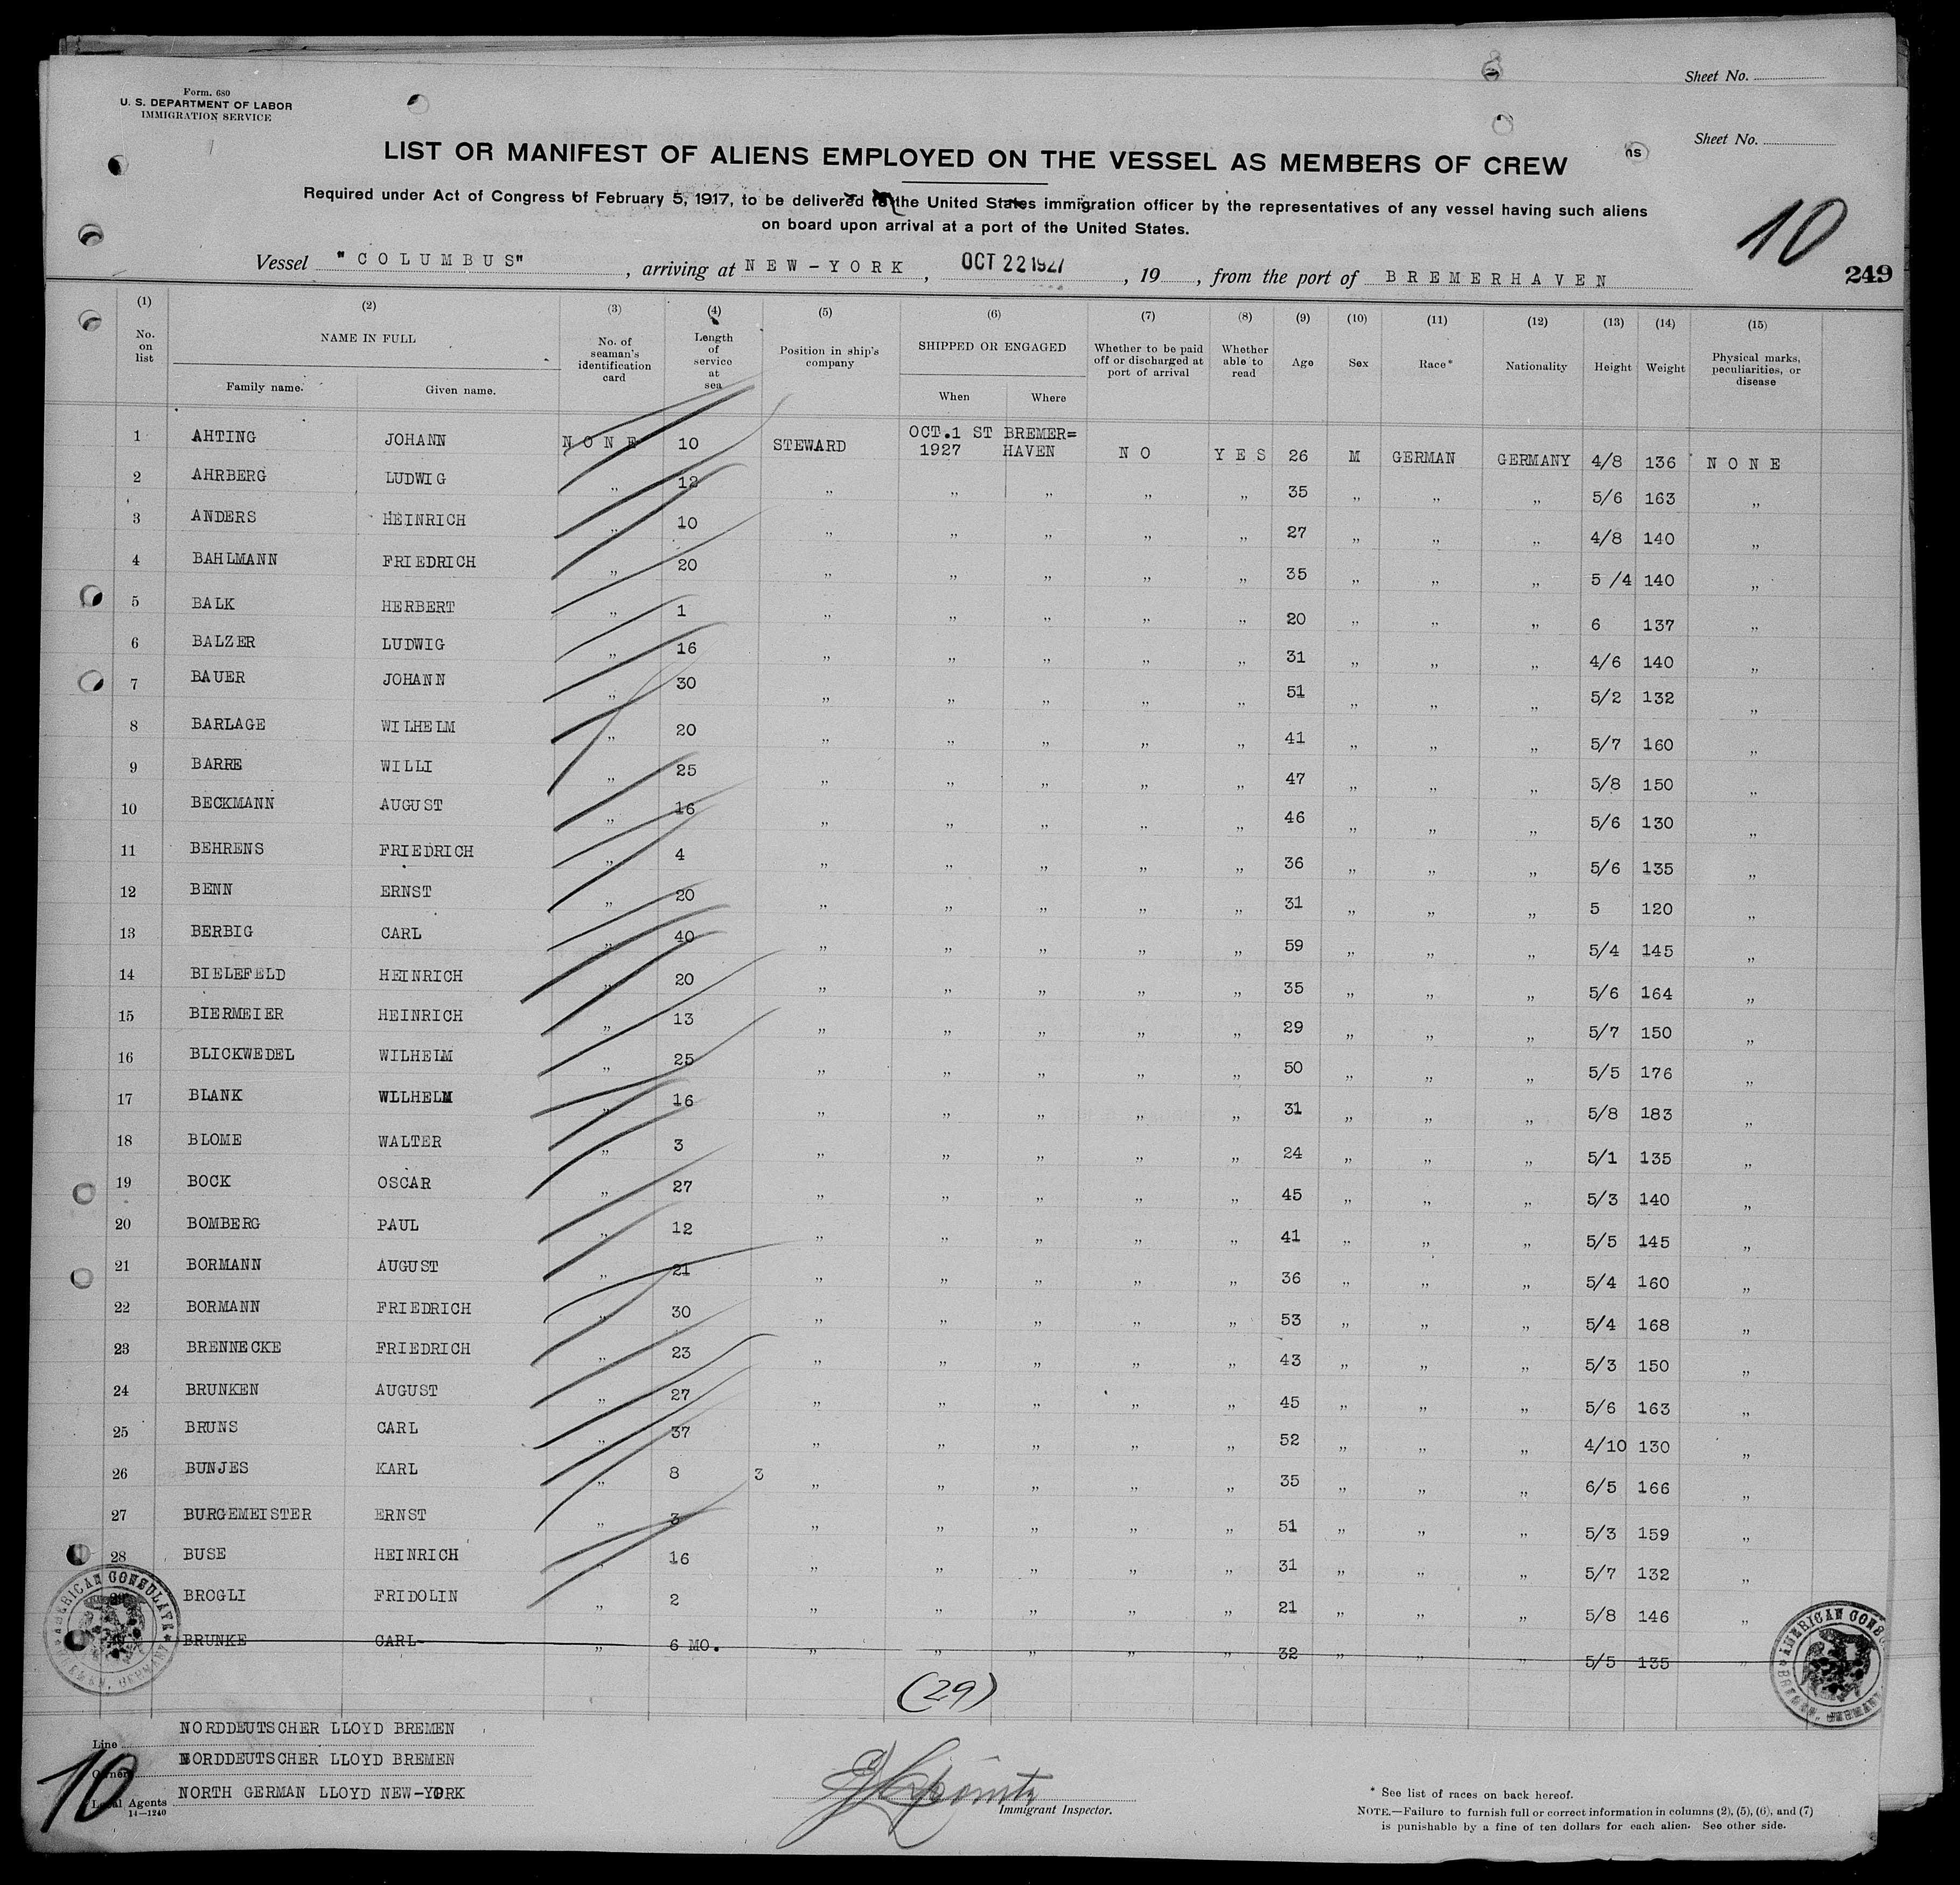 Sheet No.
Form. 680
U. S. DEPARTMENT OF LABOR
IMMIGRATION SERVICE
Sheet No.
LIST OR MANIFEST OF ALIENS EMPLOYED ON THE VESSEL AS MEMBERS OF CREW
Required under Act of Congress of February 5, 1917, to be delivered to the United States immigration officer by the representatives of any vessel having such aliens
on board upon arrival at a port of the United States.
10
Vessel "COLUMBUS", arriving at NEW-YORK, OCT 22 1927, 19, from the port of BREMERHAVEN
249
(1) (2) (3) (4) (5) (6) (7) (8) (9) (10) (11) (12) (13) (14) (15)
No. on list NAME IN FULL Family name. Given name. No. of seaman's identification card Length of service at sea Position in ship's company SHIPPED OR ENGAGED When Where Whether to be paid off or discharged at port of arrival Whether able to read Age Sex Race* Nationality Height Weight Physical marks, peculiarities, or disease
1 AHTING JOHANN NONE 10 STEWARD OCT.1 ST 1927 BREMER= HAVEN NO YES 26 M GERMAN GERMANY 4/8 136 NONE
2 AHRBERG LUDWIG " 12 " " " " " 35 " " " 5/6 163 "
3 ANDERS HEINRICH " 10 " " " " " 27 " " " 4/8 140 "
4 BAHLMANN FRIEDRICH " 20 " " " " " 35 " " " 5 /4 140 "
5 BALK HERBERT " 1 " " " " " 20 " " " 6 137 "
6 BALZER LUDWIG " 16 " " " " " 31 " " " 4/6 140 "
7 BAUER JOHANN " 30 " " " " " 51 " " " 5/2 132 "
8 BARLAGE WILHELM " 20 " " " " " 41 " " " 5/7 160 "
9 BARRE WILLI " 25 " " " " " 47 " " " 5/8 150 "
10 BECKMANN AUGUST " 16 " " " " " 46 " " " 5/6 130 "
11 BEHRENS FRIEDRICH " 4 " " " " " 36 " " " 5/6 135 "
12 BENN ERNST " 20 " " " " " 31 " " " 5 120 "
13 BERBIG CARL " 40 " " " " " 59 " " " 5/4 145 "
14 BIELEFELD HEINRICH " 20 " " " " " 35 " " " 5/6 164 "
15 BIERMEIER HEINRICH " 13 " " " " " 29 " " " 5/7 150 "
16 BLICKWEDEL WILHELM " 25 " " " " " 50 " " " 5/5 176 "
17 BLANK WLLHELM " 16 " " " " " 31 " " " 5/8 183 "
18 BLOME WALTER " 3 " " " " " 24 " " " 5/1 135 "
19 BOCK OSCAR " 27 " " " " " 45 " " " 5/3 140 "
20 BOMBERG PAUL " 12 " " " " " 41 " " " 5/5 145 "
21 BORMANN AUGUST " 21 " " " " " 36 " " " 5/4 160 "
22 BORMANN FRIEDRICH " 30 " " " " " 53 " " " 5/4 168 "
23 BRENNECKE FRIEDRICH " 23 " " " " " 43 " " " 5/3 150 "
24 BRUNKEN AUGUST " 27 " " " " " 45 " " " 5/6 163 "
25 BRUNS CARL " 37 " " " " " 52 " " " 4/10 130 "
26 BUNJES KARL " 8 3 " " " " " 35 " " " 6/5 166 "
27 BURGEMEISTER ERNST " 3 " " " " " 51 " " " 5/3 159 "
28 BUSE HEINRICH " 16 " " " " " 31 " " " 5/7 132 "
BROGLI FRIDOLIN " 2 " " " " " 21 " " " 5/8 146 "
BRUNKE CARL " 6 MO. " " " " " 32 " " " 5/5 135 "
AMERICAN CONSULATE BREMEN, GERMANY
AMERICAN CONS BREMEN, GERMANY
(29)
Line NORDDEUTSCHER LLOYD BREMEN
Owners NORDDEUTSCHER LLOYD BREMEN
Local Agents NORTH GERMAN LLOYD NEW-YORK
14—1240
10
Immigrant Inspector.
* See list of races on back hereof.
NOTE.—Failure to furnish full or correct information in columns (2), (5), (6), and (7)
is punishable by a fine of ten dollars for each alien. See other side.